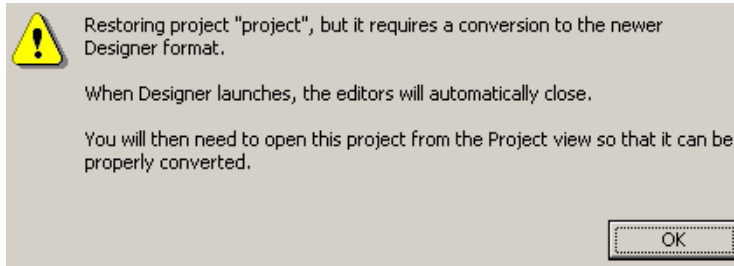 Restoring project "project", but it requires a conversion to the newer
Designer format.
When Designer launches, the editors will automatically close.
You will then need to open this project from the Project view so that it can be
properly converted.
OK